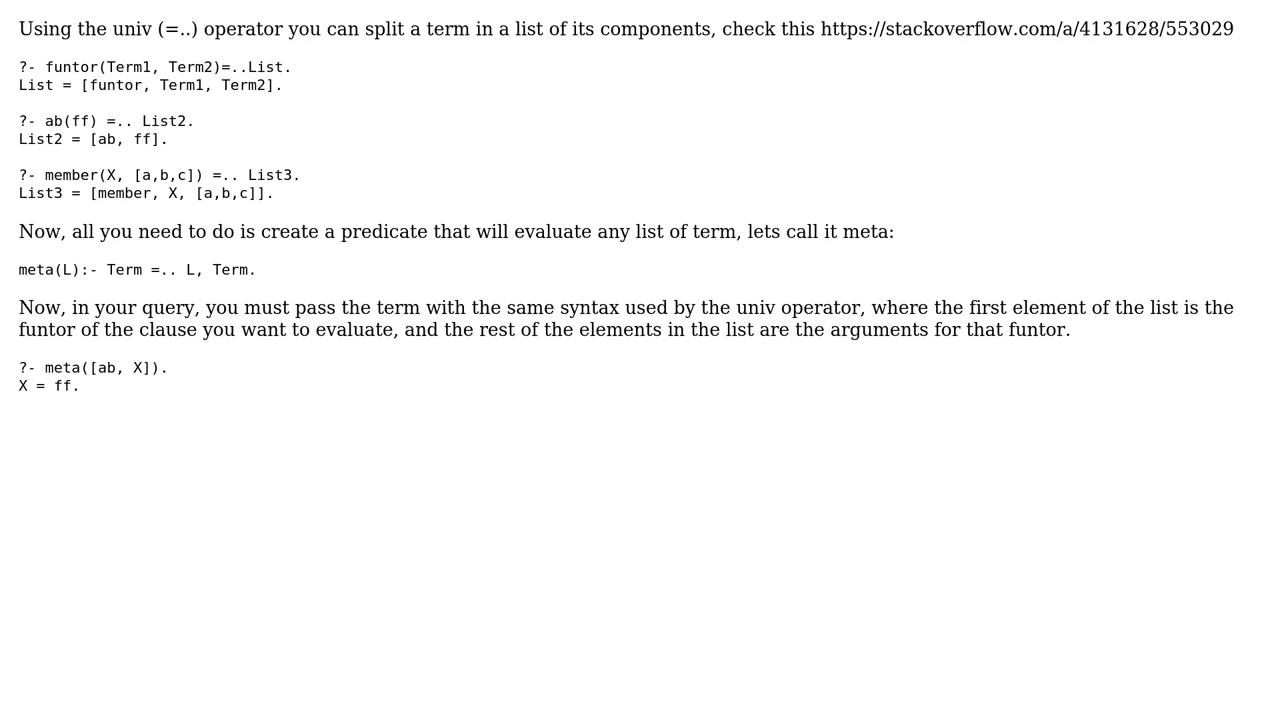 Using the univ (=..) operator you can split a term in a list of its components, check this https://stackoverflow.com/a/4131628/553029
?- funtor(Term1, Term2)=..List.
List = [funtor, Term1, Term2].
?- ab(ff) =.. List2.
List2 = [ab, ff].
?- member(X, [a,b,c]) =.. List3.
List3 = [member, X, [a,b,c]].
Now, all you need to do is create a predicate that will evaluate any list of term, lets call it meta:
meta(L):- Term =.. L, Term.
Now, in your query, you must pass the term with the same syntax used by the univ operator, where the first element of the list is the
funtor of the clause you want to evaluate, and the rest of the elements in the list are the arguments for that funtor.
?- meta([ab, X]).
X = ff.